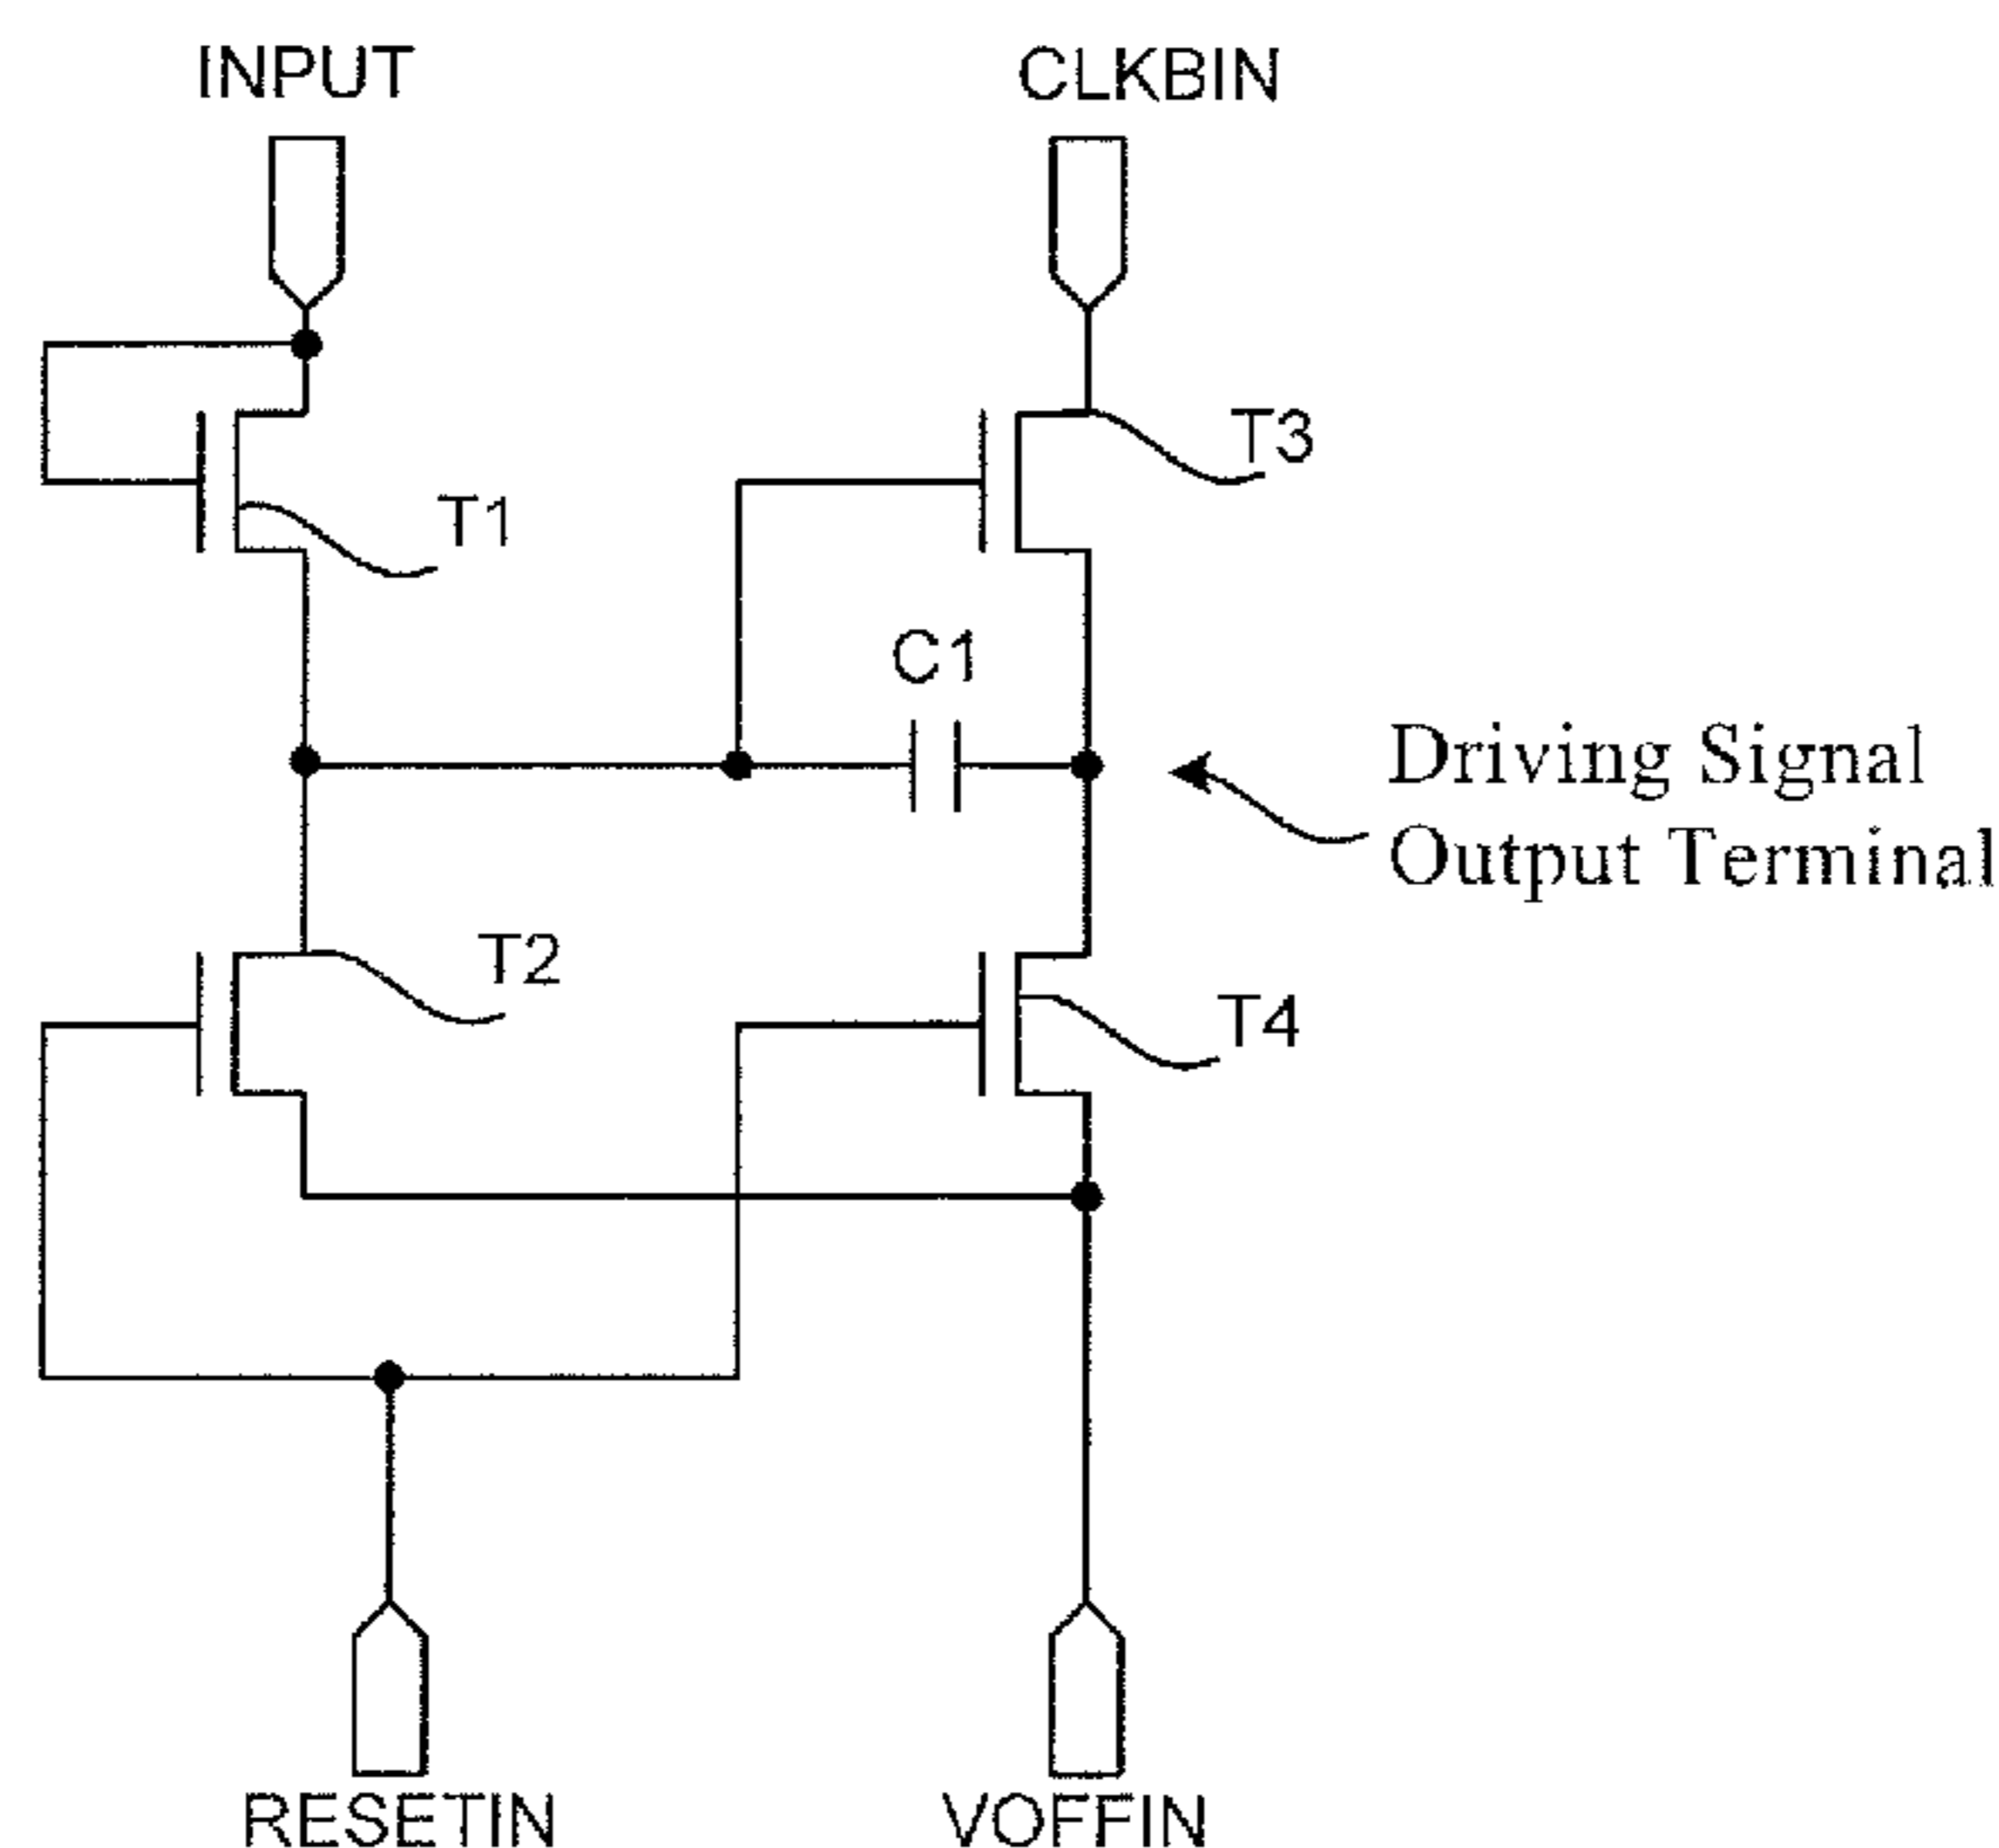 INPUT
CLKBIN
T3
T1
C1
Driving Signal
Output Terminal
T2
T4
RESETIN
VOFFIN